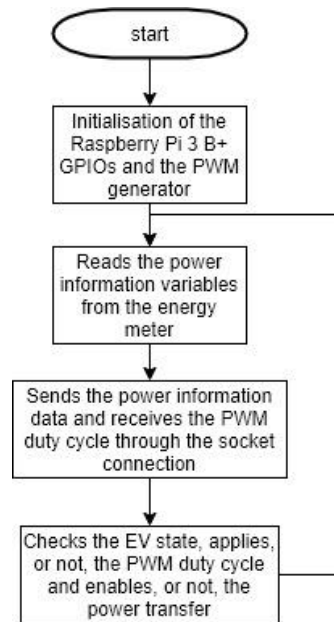 start
Initialisation of the
Raspberry Pi 3 B+
GPIOs and the PWM
generator
Reads the power
information variables
from the energy
meter
Sends the power information
data and receives the PWM
duty cycle through the socket
connection
Checks the EV state, applies,
or not, the PWM duty cycle
and enables, or not, the
power transfer